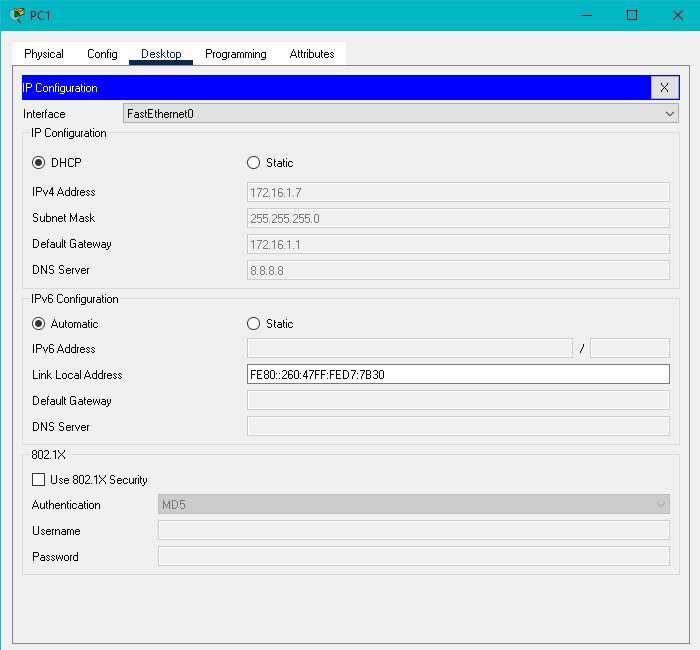 PC1
Physical Config Desktop Programming Attributes
IP Configuration X
Interface FastEthernet0
IP Configuration
DHCP Static
IPv4 Address 172.16.1.7
Subnet Mask 255.255.255.0
Default Gateway 172.16.1.1
DNS Server 8.8.8.8
IPv6 Configuration
Automatic Static
IPv6 Address /
Link Local Address FE80::260:47FF:FED7:7B30
Default Gateway
DNS Server
802.1X
Use 802.1X Security
Authentication MD5
Username
Password